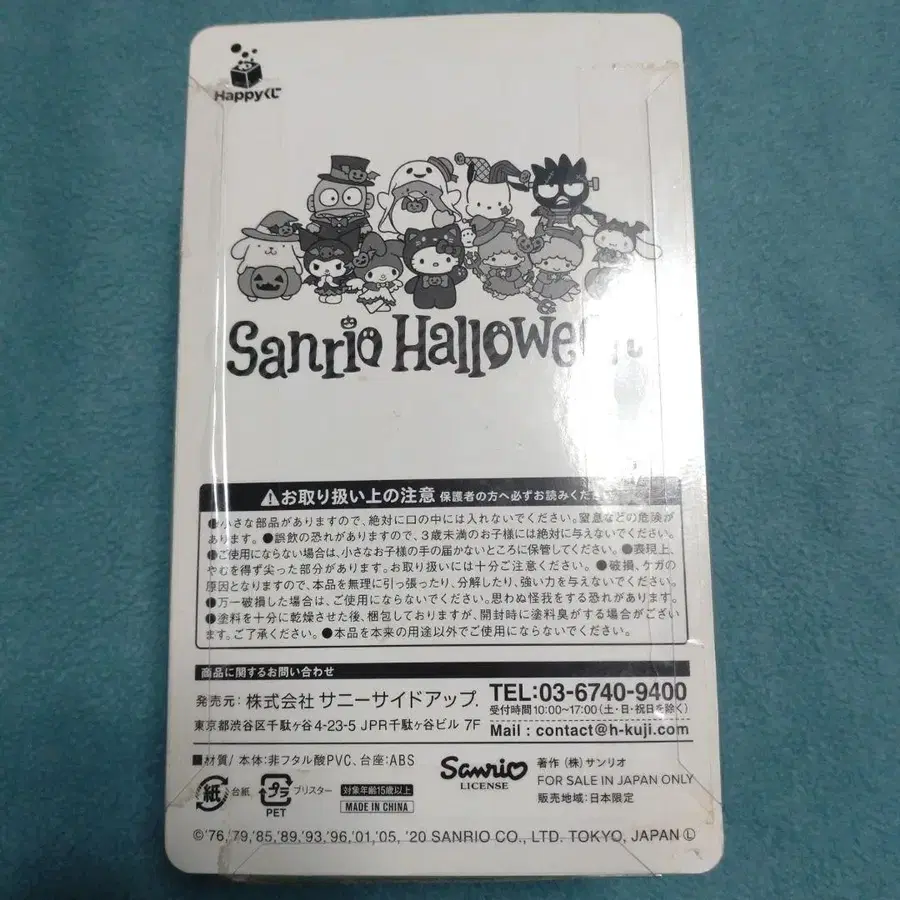 Happyくじ
Sanrio Hallowe n
⚠お取り扱い上の注意 保護者の方へ必ずお読みくださ
●小さな部品がありますので、絶対に口の中には入れないでください。窒息などの危険が
あります。●誤飲の恐れがありますので、3歳未満のお子様には絶対に与えないでください。
●ご使用にならない場合は、小さなお子様の手の届かないところに保管してください。●表現上、
やむを得ず尖った部分があります。お取り扱いには十分ご注意ください。●破損、ケガの
原因となりますので、本品を無理に引っ張ったり、分解したり、強い力を与えないでください。
●万一破損した場合は、ご使用にならないでください。思わぬ怪我をする恐れがあります。
●塗料を十分に乾燥させた後、梱包しておりますが、開封時に塗料臭がする場合がござい
ます。ご了承ください。●本品を本来の用途以外でご使用にならないでください。
商品に関するお問い合わせ
発売元: 株式会社 サニーサイドアップ.
東京都渋谷区千駄ヶ谷4-23-5 JPR千駄ヶ谷ビル 7F
TEL:03-6740-9400
受付時間10:00~17:00(土・日・祝日を除く)
Mail : contact@h-kuji.com
■材質/ 本体:非フタル酸PVC、台座:ABS
紙 台紙
プラ ブリスター
PET
対象年齢15歳以上
MADE IN CHINA
Sanrio
LICENSE
著作 (株)サンリオ
FOR SALE IN JAPAN ONLY
販売地域:日本限定
©'76,'79,'85,'89,'93,'96,'01,'05, '20 SANRIO CO., LTD. TOKYO, JAPAN Ⓛ